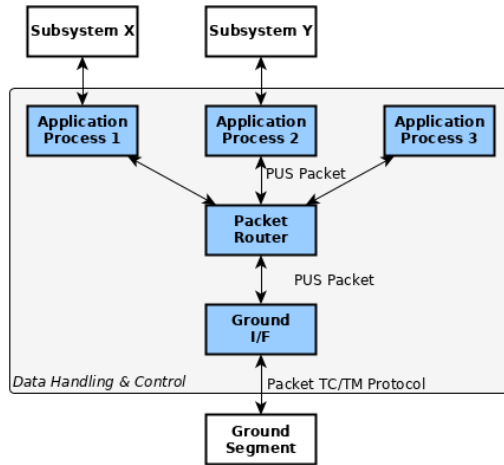 Subsystem X
Subsystem Y
Application
Process 1
Application
Process 2
Application
Process 3
PUS Packet
Packet
Router
PUS Packet
Ground
I/F
Data Handling & Control
Packet TC/TM Protocol
Ground
Segment